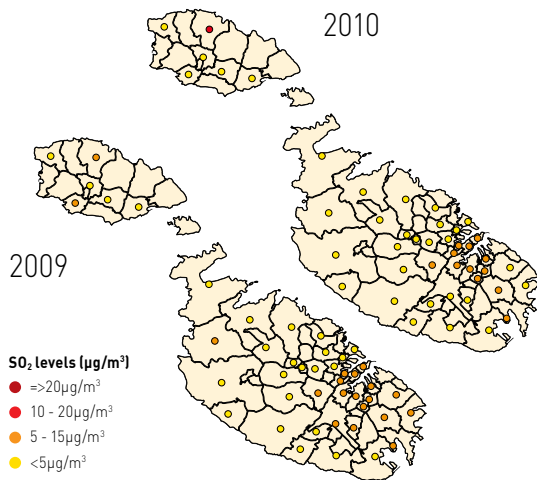 2010
2009
SO₂ levels (µg/m³)
=>20µg/m³
10 - 20µg/m³
5 - 15µg/m³
<5µg/m³